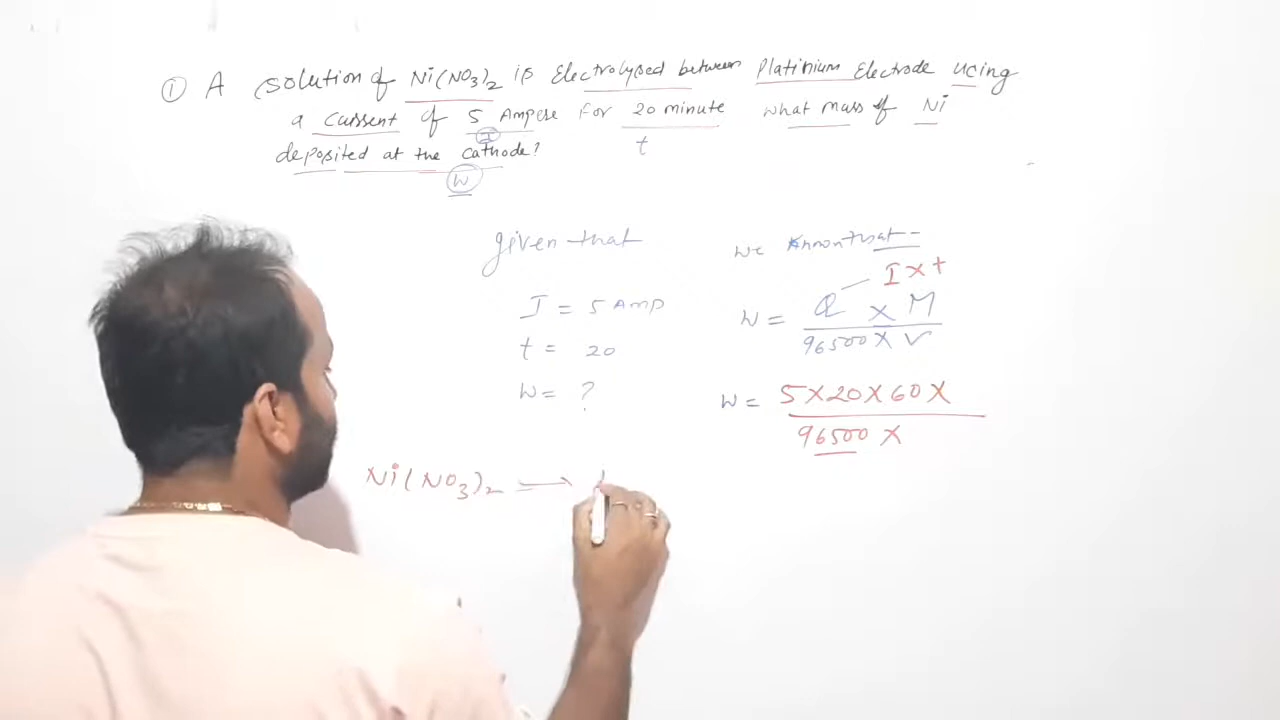 ① A solution of Ni(NO3)2 is Electrolysed between Platinium Electrode using
a current of 5 Ampese for 20 minute what mass of Ni
I
deposited at the cathode?
t
W
given that
we known that -
I = 5 AMP
I x t
W = Q x M
96500 x V
t = 20
W = ?
W = 5 x 20 x 60 x
96500 x
Ni(NO3)2 ⟶